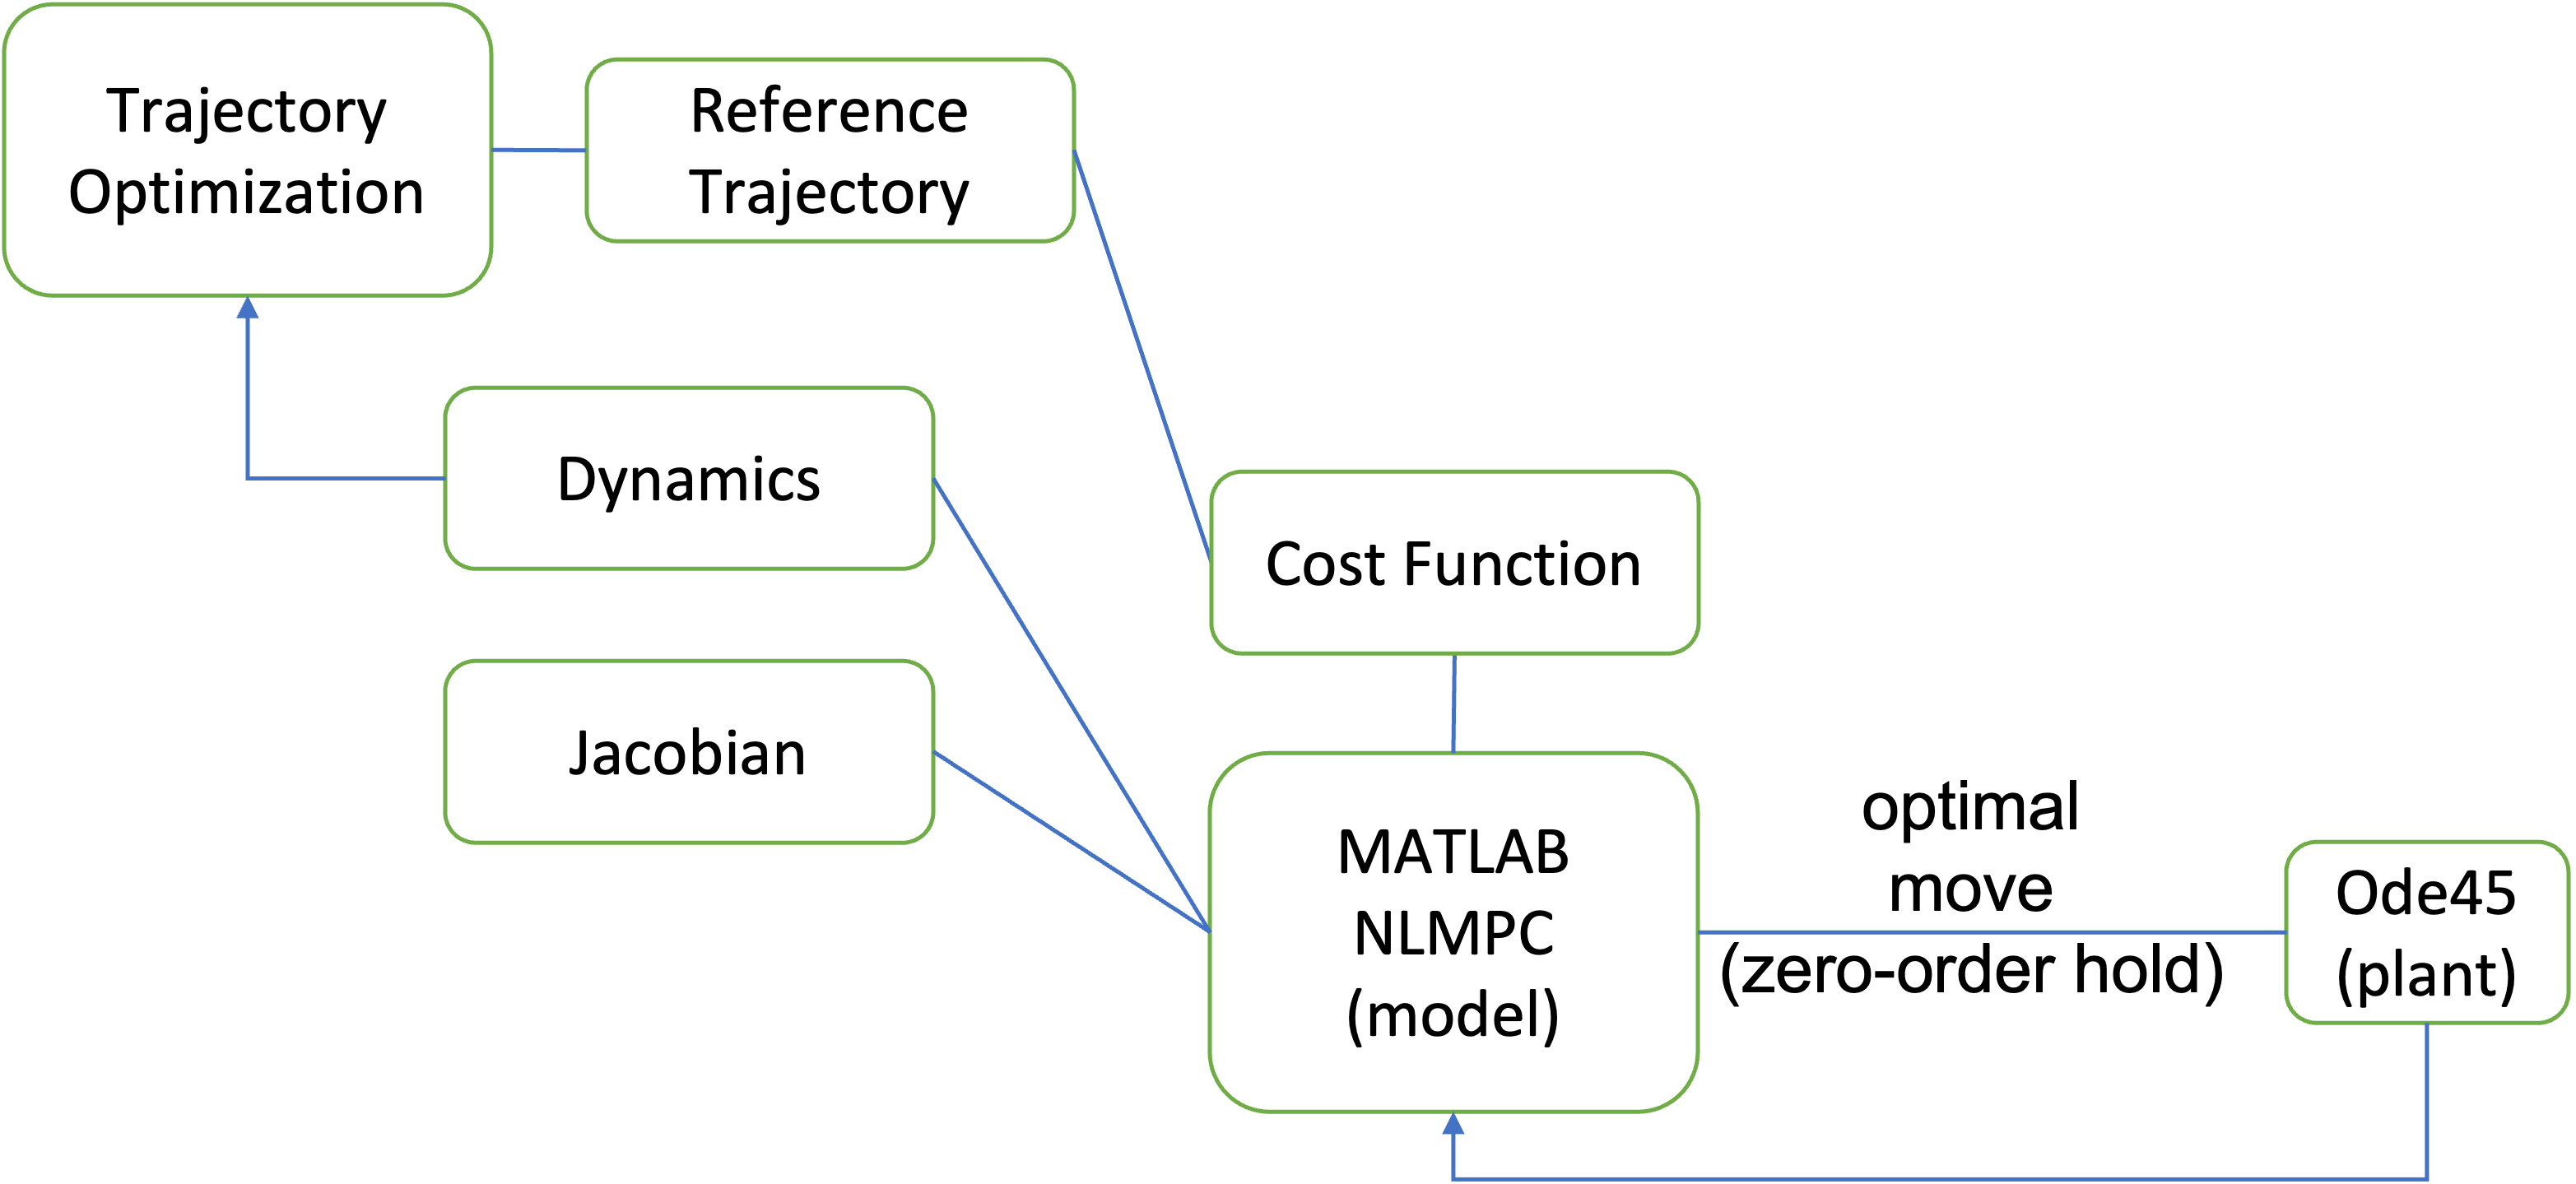 Trajectory
Optimization
Reference
Trajectory
Dynamics
Cost Function
Jacobian
MATLAB
NLMPC
(model)
optimal
move
(zero-order hold)
Ode45
(plant)